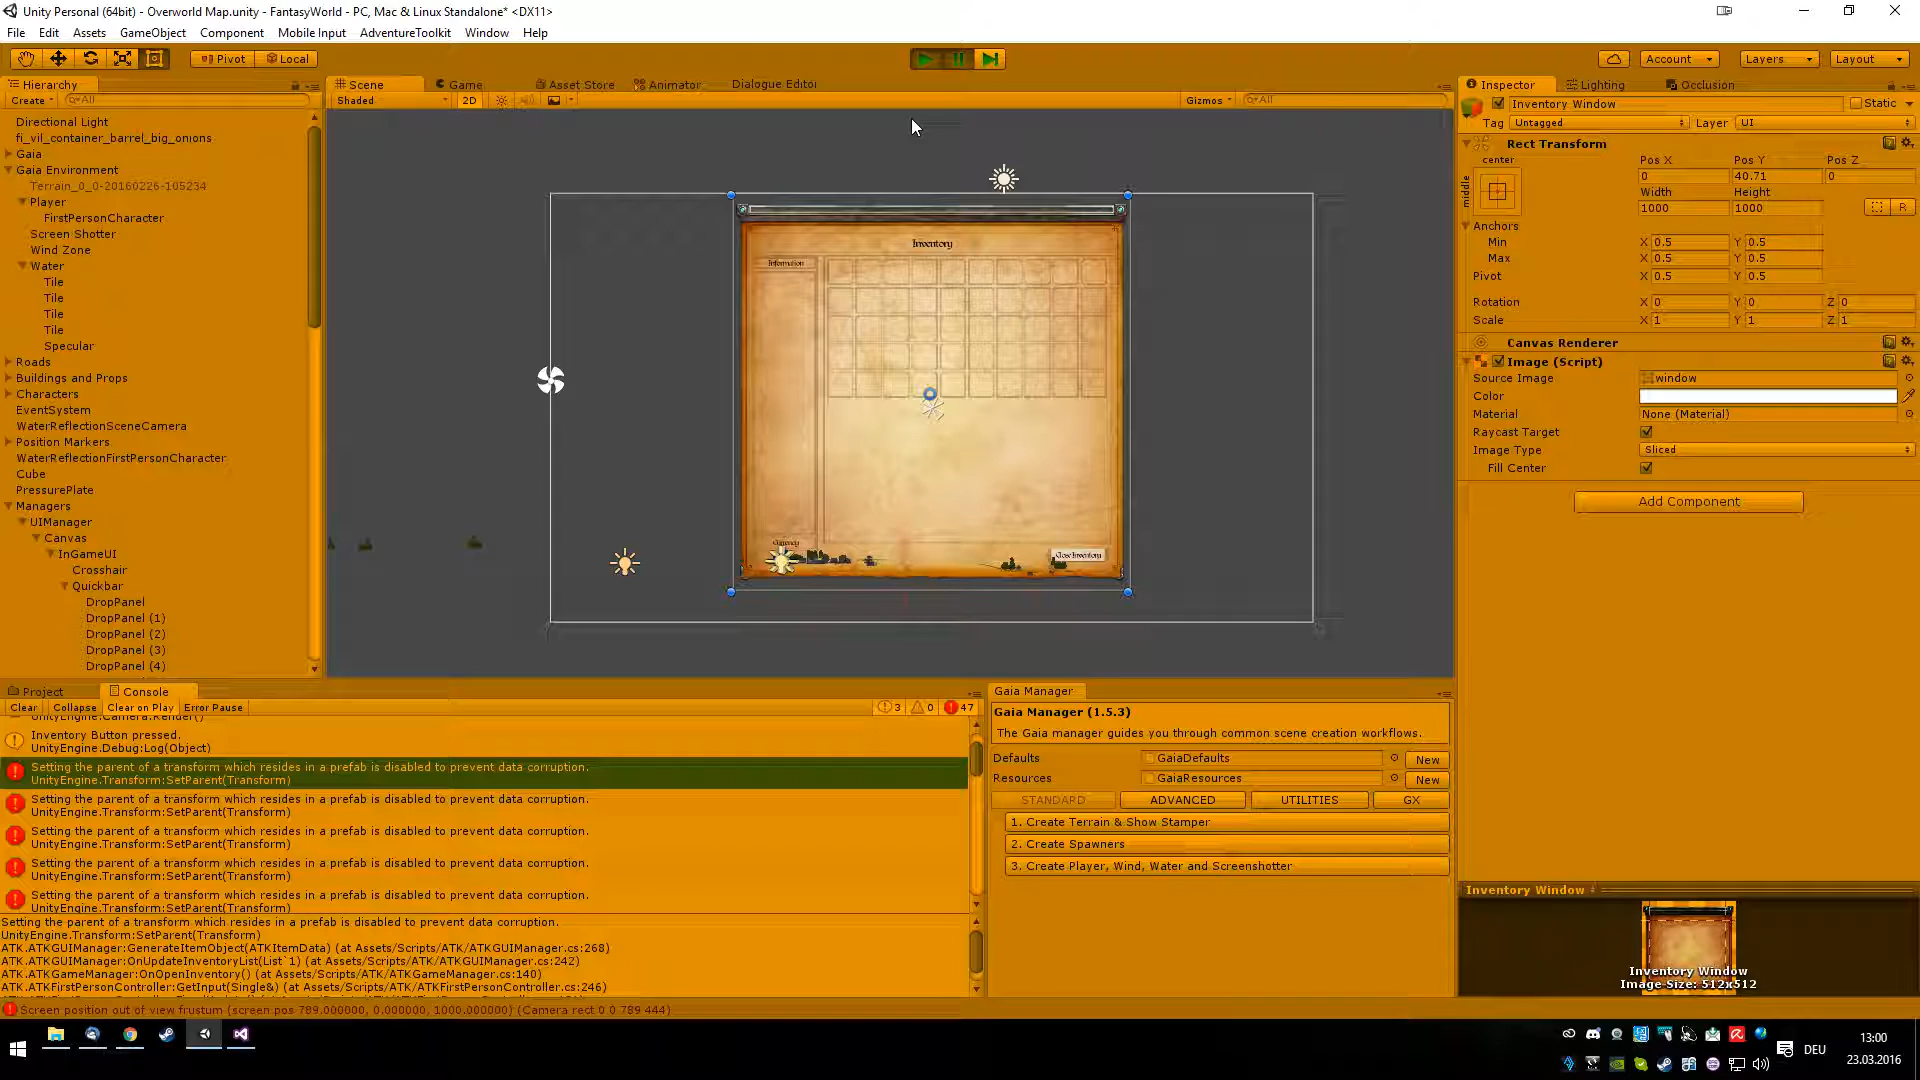 Unity Personal (64bit) - Overworld Map.unity - FantasyWorld - PC, Mac & Linux Standalone* <DX11>
File Edit Assets GameObject Component Mobile Input AdventureToolkit Window Help
Pivot Local Account Layers Layout
Hierarchy
Create All
Directional Light
fi_vil_container_barrel_big_onions
Gaia
Gaia Environment
Terrain_0_0-20160226-105234
Player
FirstPersonCharacter
Screen Shotter
Wind Zone
Water
Tile
Tile
Tile
Tile
Specular
Roads
Buildings and Props
Characters
EventSystem
WaterReflectionSceneCamera
Position Markers
WaterReflectionFirstPersonCharacter
Cube
PressurePlate
Managers
UIManager
Canvas
InGameUI
Crosshair
Quickbar
DropPanel
DropPanel (1)
DropPanel (2)
DropPanel (3)
DropPanel (4)
Scene Game Asset Store Animator Dialogue Editor
Shaded 2D Gizmos All
Inventory
Information
Currency
Close Inventory
Inspector Lighting Occlusion
Inventory Window Static
Tag Untagged Layer UI
Rect Transform
center
middle
Pos X Pos Y Pos Z
0 40.71 0
Width Height
1000 1000
R
Anchors
Min X 0.5 Y 0.5
Max X 0.5 Y 0.5
Pivot X 0.5 Y 0.5
Rotation X 0 Y 0 Z 0
Scale X 1 Y 1 Z 1
Canvas Renderer
Image (Script)
Source Image window
Color
Material None (Material)
Raycast Target
Image Type Sliced
Fill Center
Add Component
Project Console
Clear Collapse Clear on Play Error Pause 3 0 47
UnityEngine.Camera:Render()
Inventory Button pressed.
UnityEngine.Debug:Log(Object)
Setting the parent of a transform which resides in a prefab is disabled to prevent data corruption.
UnityEngine.Transform:SetParent(Transform)
Setting the parent of a transform which resides in a prefab is disabled to prevent data corruption.
UnityEngine.Transform:SetParent(Transform)
Setting the parent of a transform which resides in a prefab is disabled to prevent data corruption.
UnityEngine.Transform:SetParent(Transform)
Setting the parent of a transform which resides in a prefab is disabled to prevent data corruption.
UnityEngine.Transform:SetParent(Transform)
Setting the parent of a transform which resides in a prefab is disabled to prevent data corruption.
UnityEngine.Transform:SetParent(Transform)
Setting the parent of a transform which resides in a prefab is disabled to prevent data corruption.
UnityEngine.Transform:SetParent(Transform)
ATK.ATKGUIManager:GenerateItemObject(ATKItemData) (at Assets/Scripts/ATK/ATKGUIManager.cs:268)
ATK.ATKGUIManager:OnUpdateInventoryList(List`1) (at Assets/Scripts/ATK/ATKGUIManager.cs:242)
ATK.ATKGameManager:OnOpenInventory() (at Assets/Scripts/ATK/ATKGameManager.cs:140)
ATK.ATKFirstPersonController:GetInput(Single&) (at Assets/Scripts/ATK/ATKFirstPersonController.cs:246)
Screen position out of view frustum (screen pos 789.000000, 0.000000, 1000.000000) (Camera rect 0 0 789 444)
Gaia Manager
Gaia Manager (1.5.3)
The Gaia manager guides you through common scene creation workflows.
Defaults GaiaDefaults New
Resources GaiaResources New
STANDARD ADVANCED UTILITIES GX
1. Create Terrain & Show Stamper
2. Create Spawners
3. Create Player, Wind, Water and Screenshotter
Inventory Window
Inventory Window
Image Size: 512x512
DEU
13:00
23.03.2016